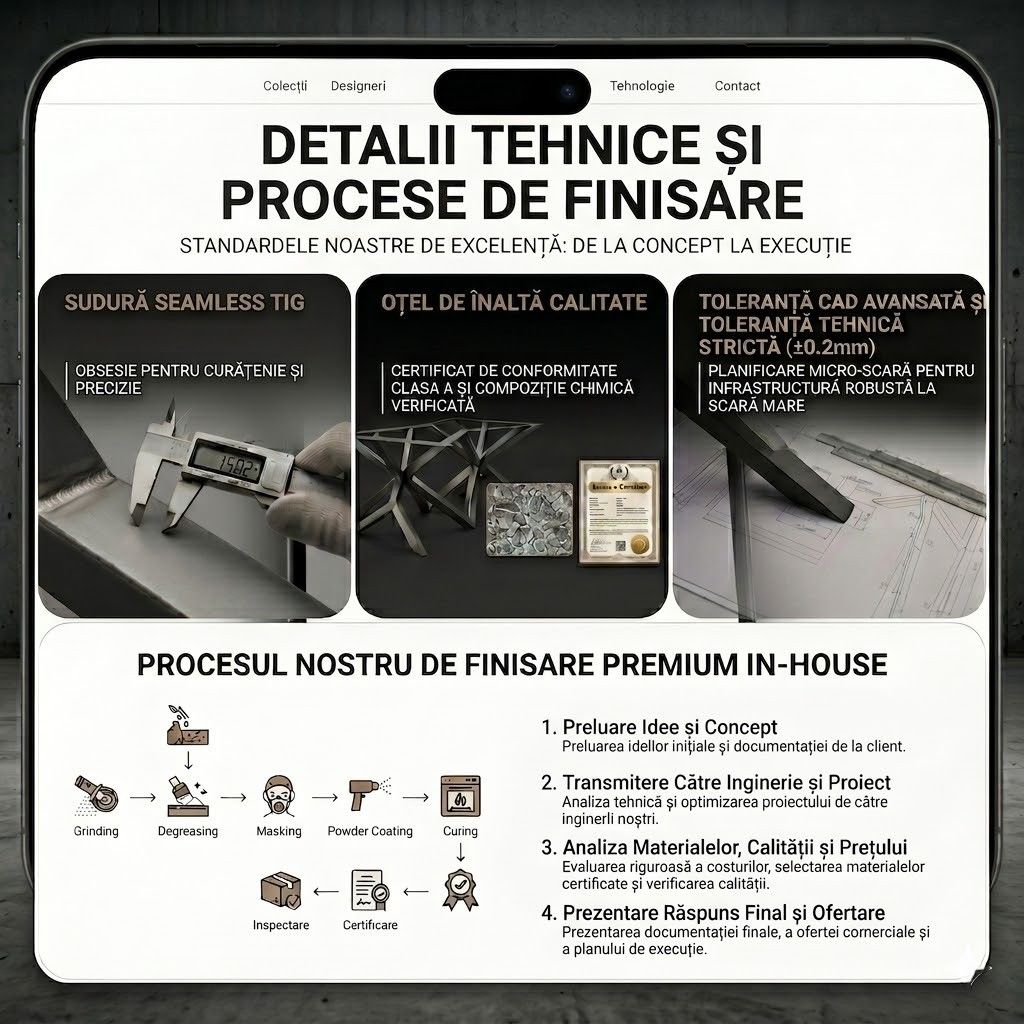 Colecții
Designeri
Tehnologie
Contact
DETALII TEHNICE ȘI
PROCESE DE FINISARE
STANDARDELE NOASTRE DE EXCELENȚĂ: DE LA CONCEPT LA EXECUȚIE
SUDURĂ SEAMLESS TIG
OBSESIE PENTRU CURĂȚENIE ȘI
PRECIZIE
OȚEL DE ÎNALTĂ CALITATE
CERTIFICAT DE CONFORMITATE
CLASA A ȘI COMPOZIȚIE CHIMICĂ
VERIFICATĂ
TOLERANȚĂ CAD AVANSATĂ ȘI
TOLERANȚĂ TEHNICĂ
STRICTĂ (±0.2mm)
PLANIFICARE MICRO-SCARĂ PENTRU
INFRASTRUCTURĂ ROBUSTĂ LA
SCARĂ MARE
PROCESUL NOSTRU DE FINISARE PREMIUM IN-HOUSE
Grinding
Degreasing
Masking
Powder Coating
Curing
Inspectare
Certificare
1. Preluare Idee și Concept
Preluarea idellor inițiale și documentației de la client.
2. Transmitere Către Inginerie și Proiect
Analiza tehnică și optimizarea proiectului de către
inginerli noștri.
3. Analiza Materialelor, Calității și Prețului
Evaluarea riguroasă a costurilor, selectarea materialelor
certificate și verificarea calității.
4. Prezentare Răspuns Final și Ofertare
Prezentarea documentației finale, a ofertei comerciale și
a planului de execuție.